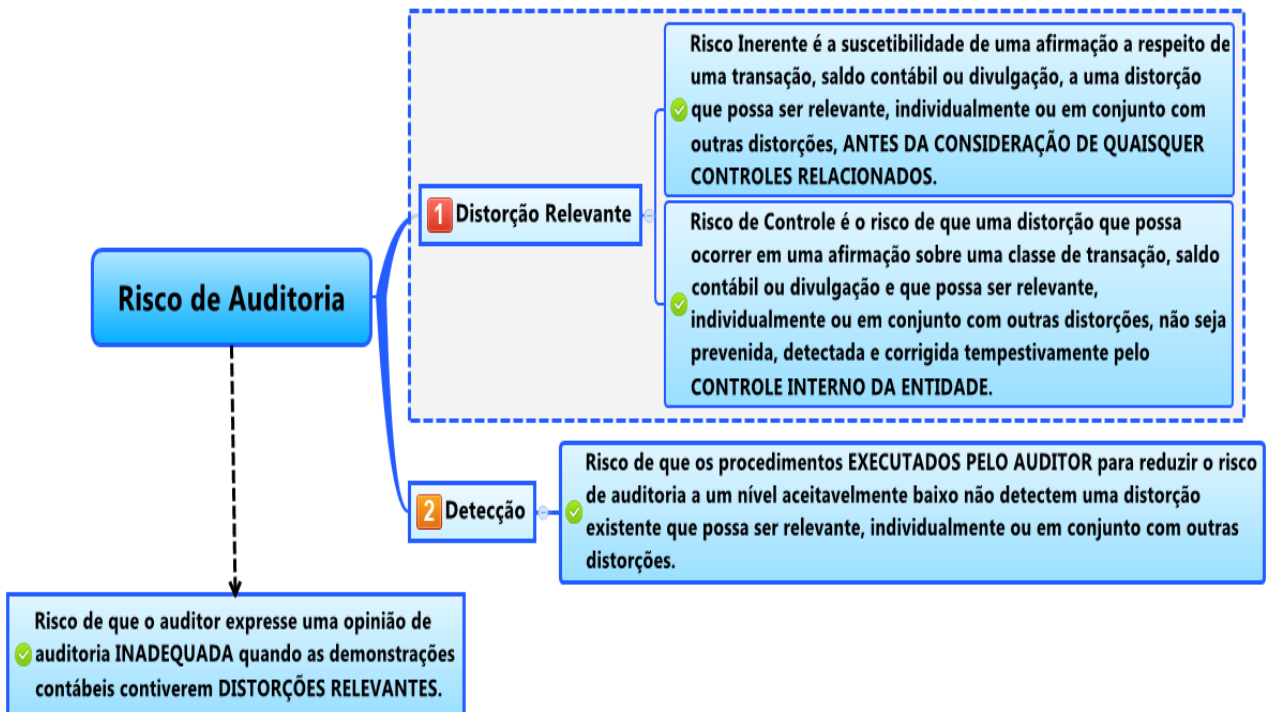 Risco Inerente é a suscetibilidade de uma afirmação a respeito de
uma transação, saldo contábil ou divulgação, a uma distorção
que possa ser relevante, individualmente ou em conjunto com
outras distorções, ANTES DA CONSIDERAÇÃO DE QUAISQUER
CONTROLES RELACIONADOS.
1 Distorção Relevante
Risco de Controle é o risco de que uma distorção que possa
ocorrer em uma afirmação sobre uma classe de transação, saldo
contábil ou divulgação e que possa ser relevante,
individualmente ou em conjunto com outras distorções, não seja
prevenida, detectada e corrigida tempestivamente pelo
CONTROLE INTERNO DA ENTIDADE.
Risco de Auditoria
Risco de que os procedimentos EXECUTADOS PELO AUDITOR para reduzir o risco
de auditoria a um nível aceitavelmente baixo não detectem uma distorção
existente que possa ser relevante, individualmente ou em conjunto com outras
distorções.
2 Detecção
Risco de que o auditor expresse uma opinião de
auditoria INADEQUADA quando as demonstrações
contábeis contiverem DISTORÇÕES RELEVANTES.